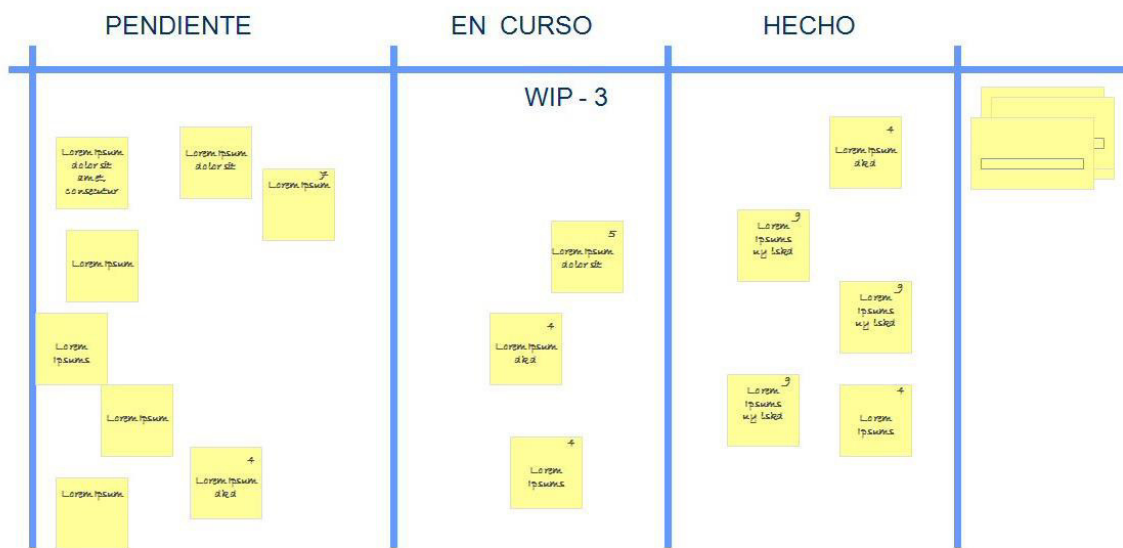 PENDIENTE
EN CURSO
HECHO
WIP - 3
Lorem Ipsum
dolor sit
amet,
consecutur
Lorem Ipsum
dolor sit
7
Lorem Ipsum
Lorem Ipsum
Lorem
Ipsums
Lorem Ipsum
4
Lorem Ipsum
dkd
Lorem Ipsum
5
Lorem Ipsum
dolor sit
4
Lorem Ipsum
dkd
4
Lorem
Ipsums
4
Lorem Ipsum
dkd
9
Lorem
Ipsums
uy lskd
9
Lorem
Ipsums
uy lskd
9
Lorem
Ipsums
uy lskd
4
Lorem
Ipsums